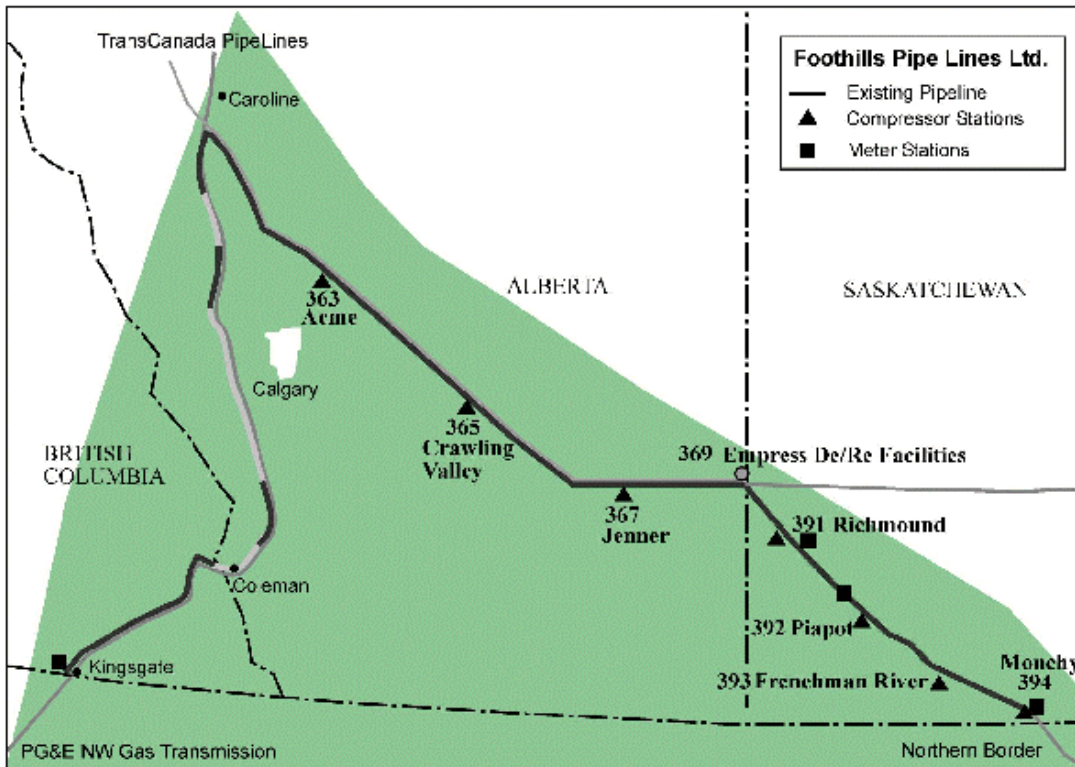 TransCanada PipeLines
Caroline
Foothills Pipe Lines Ltd.
Existing Pipeline
Compressor Stations
Meter Stations
ALBERTA
SASKATCHEWAN
363
Acme
Calgary
365
Crawling
Valley
BRITISH
COLUMBIA
369 Empress De/Re Facilities
367
Jenner
391 Richmound
Coleman
392 Piapot
Kingsgate
393 Frenchman River
Monchy
394
PG&E NW Gas Transmission
Northern Border